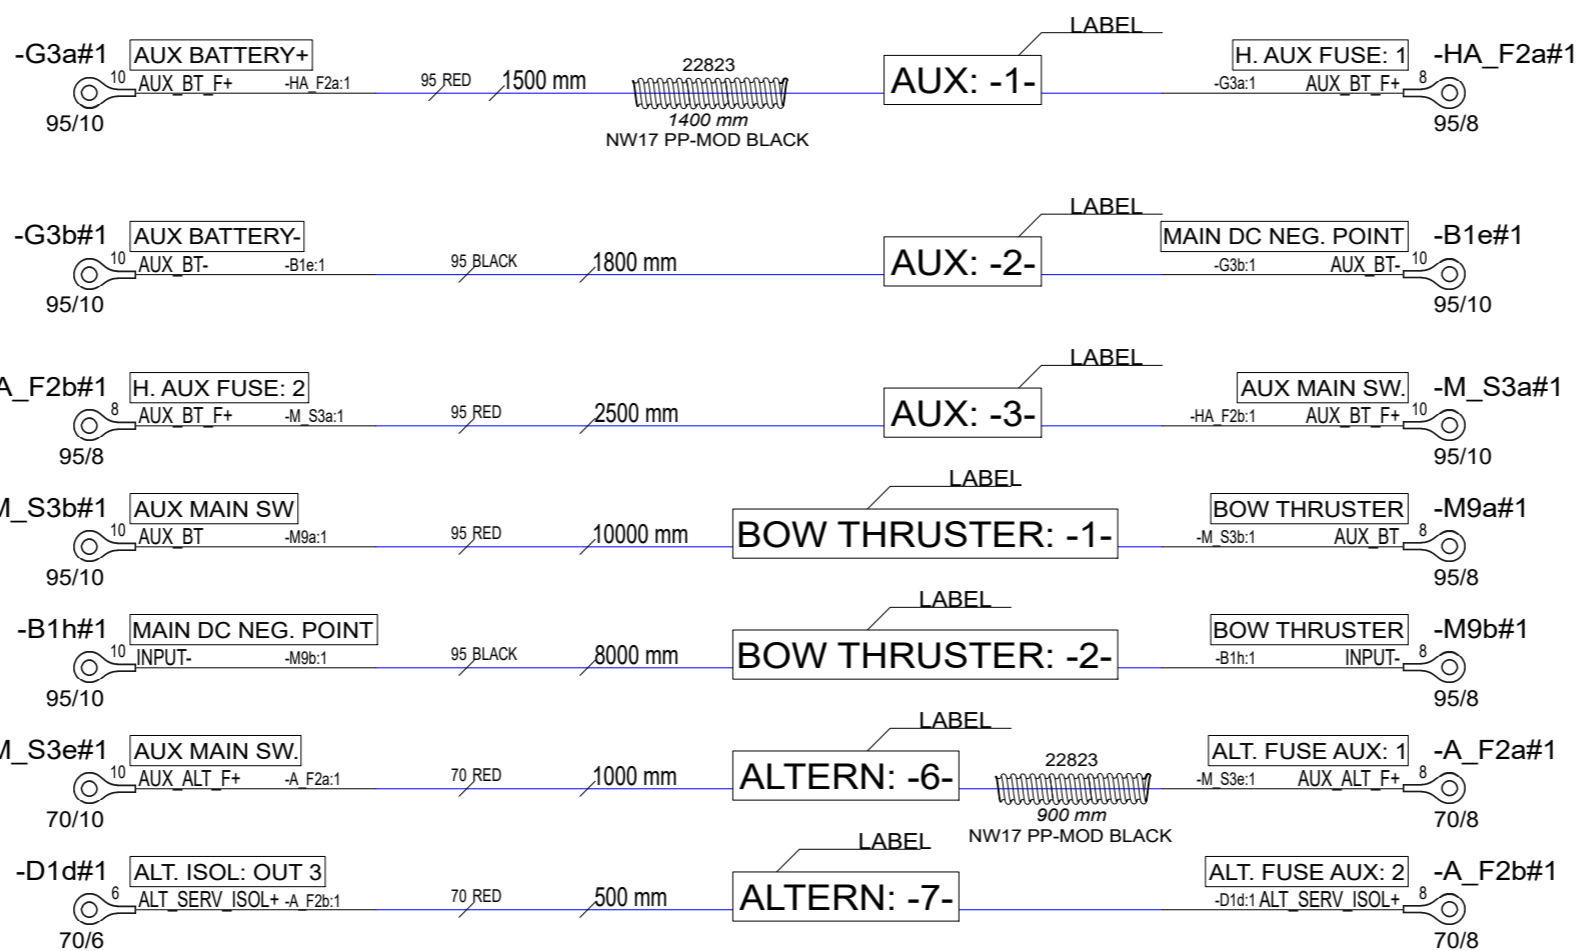 LABEL
-G3a#1 AUX BATTERY+ H. AUX FUSE: 1 -HA_F2a#1
10 AUX_BT_F+ -HA_F2a:1 95 RED 1500 mm 22823 AUX: -1- -G3a:1 AUX_BT_F+ 8
95/10 1400 mm 95/8
NW17 PP-MOD BLACK
LABEL
-G3b#1 AUX BATTERY- MAIN DC NEG. POINT -B1e#1
10 AUX_BT- -B1e:1 95 BLACK 1800 mm AUX: -2- -G3b:1 AUX_BT- 10
95/10 95/10
LABEL
A_F2b#1 H. AUX FUSE: 2 AUX MAIN SW. -M_S3a#1
8 AUX_BT_F+ -M_S3a:1 95 RED 2500 mm AUX: -3- -HA_F2b:1 AUX_BT_F+ 10
95/8 95/10
LABEL
M_S3b#1 AUX MAIN SW BOW THRUSTER -M9a#1
10 AUX_BT -M9a:1 95 RED 10000 mm BOW THRUSTER: -1- -M_S3b:1 AUX_BT 8
95/10 95/8
LABEL
-B1h#1 MAIN DC NEG. POINT BOW THRUSTER -M9b#1
10 INPUT- -M9b:1 95 BLACK 8000 mm BOW THRUSTER: -2- -B1h:1 INPUT- 8
95/10 95/8
LABEL
M_S3e#1 AUX MAIN SW. ALT. FUSE AUX: 1 -A_F2a#1
10 AUX_ALT_F+ -A_F2a:1 70 RED 1000 mm ALTERN: -6- 22823 -M_S3e:1 AUX_ALT_F+ 8
70/10 900 mm 70/8
NW17 PP-MOD BLACK
LABEL
-D1d#1 ALT. ISOL: OUT 3 ALT. FUSE AUX: 2 -A_F2b#1
6 ALT_SERV_ISOL+ -A_F2b:1 70 RED 500 mm ALTERN: -7- -D1d:1 ALT_SERV_ISOL+ 8
70/6 70/8